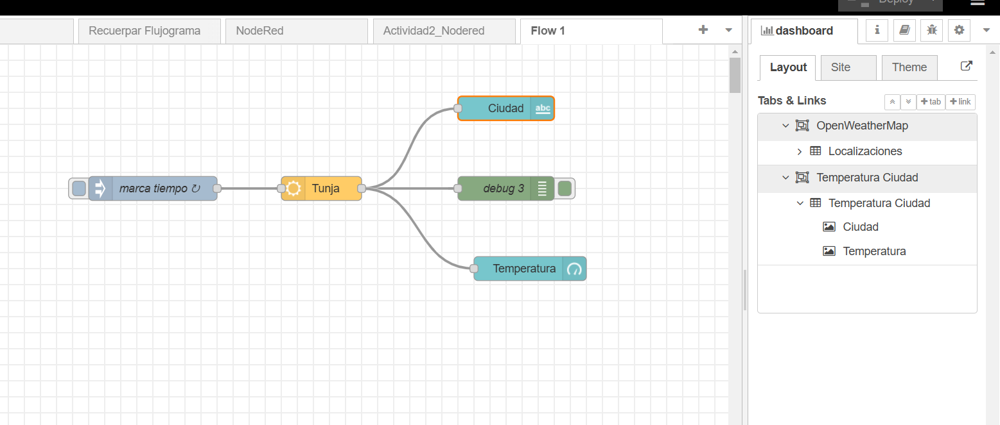 Deploy
Recuerpar Flujograma
NodeRed
Actividad2_Nodered
Flow 1
dashboard
i
Layout
Site
Theme
Tabs & Links
tab
link
OpenWeatherMap
Localizaciones
Temperatura Ciudad
Temperatura Ciudad
Ciudad
Temperatura
Ciudad
abc
marca tiempo ↻
Tunja
debug 3
Temperatura